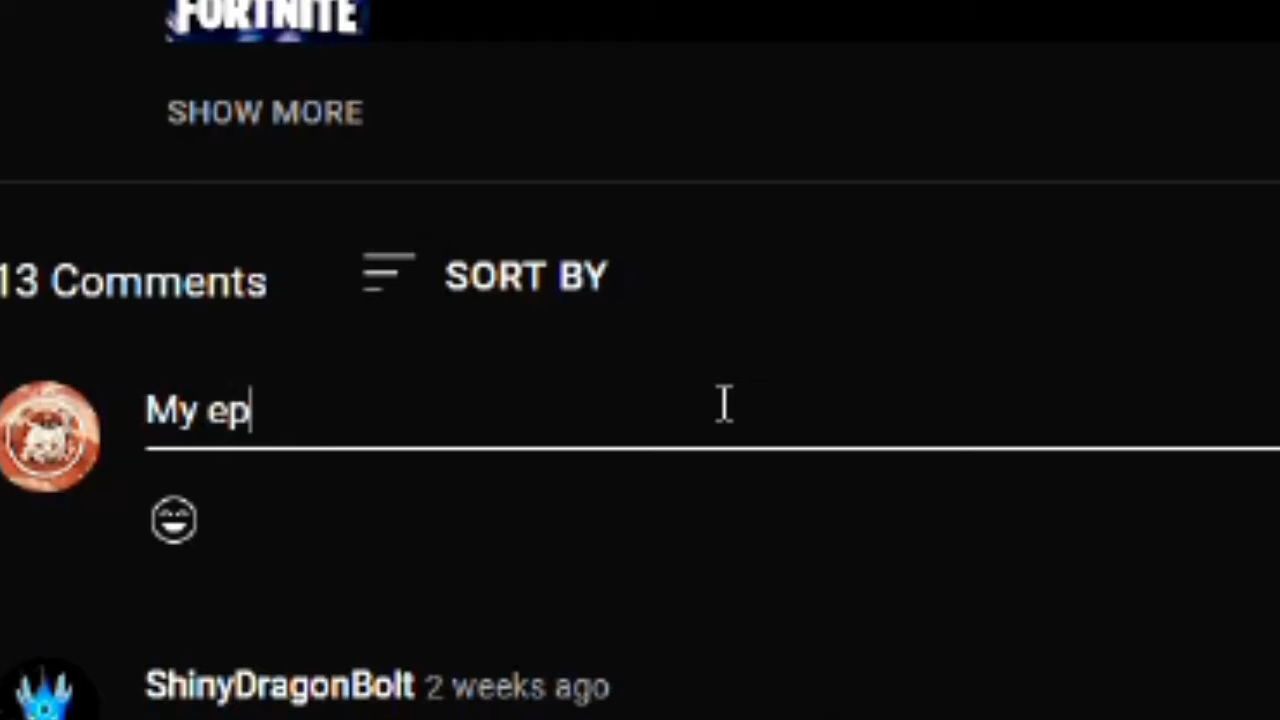 FORTNITE
SHOW MORE
13 Comments
SORT BY
My ep
ShinyDragonBolt 2 weeks ago